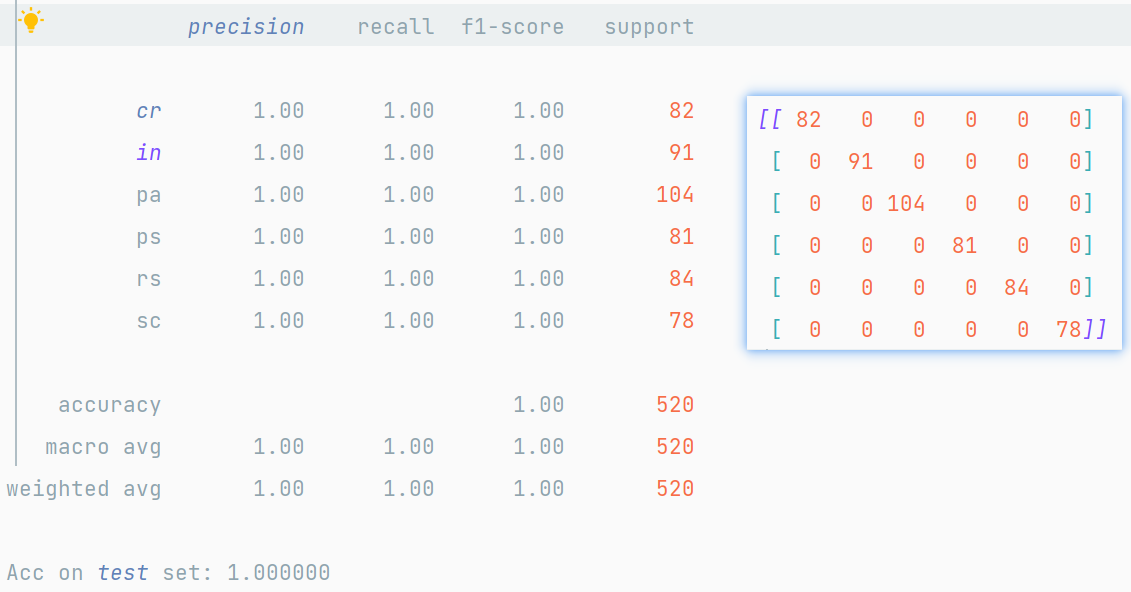 precision recall f1-score support
cr 1.00 1.00 1.00 82
in 1.00 1.00 1.00 91
pa 1.00 1.00 1.00 104
ps 1.00 1.00 1.00 81
rs 1.00 1.00 1.00 84
sc 1.00 1.00 1.00 78
accuracy 1.00 520
macro avg 1.00 1.00 1.00 520
weighted avg 1.00 1.00 1.00 520
Acc on test set: 1.000000
[[ 82 0 0 0 0 0]
[ 0 91 0 0 0 0]
[ 0 0 104 0 0 0]
[ 0 0 0 81 0 0]
[ 0 0 0 0 84 0]
[ 0 0 0 0 0 78]]